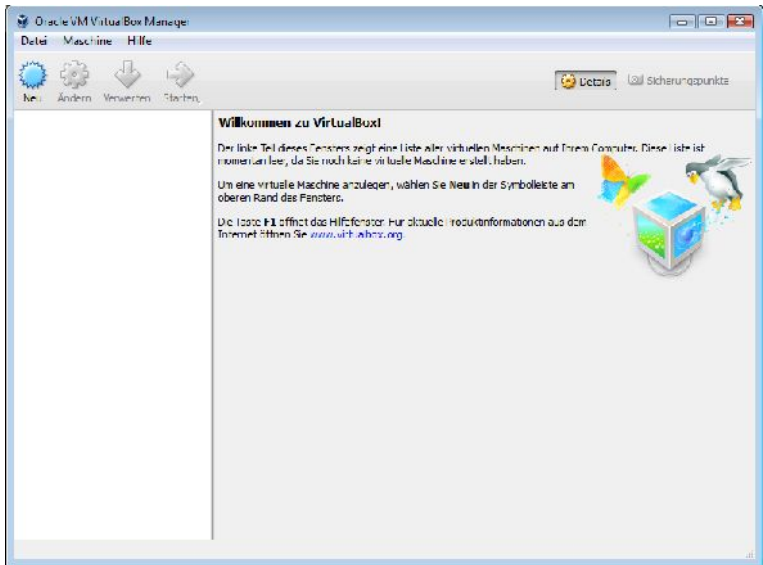 Oracle VM VirtualBox Manager
Datei Maschine Hilfe
Neu Ändern Verwerfen Starten
Details Sicherungspunkte
Willkommen zu VirtualBox!
Der linke Teil dieses Fensters zeigt eine Liste aller virtuellen Maschinen auf Ihrem Computer. Diese Liste ist
momentan leer, da Sie noch keine virtuelle Maschine erstellt haben.
Um eine virtuelle Maschine anzulegen, wählen Sie Neu in der Symbolleiste am
oberen Rand des Fensters.
Die Taste F1 öffnet das Hilfefenster. Für aktuelle Produktinformationen aus dem
Internet öffnen Sie www.virtualbox.org.